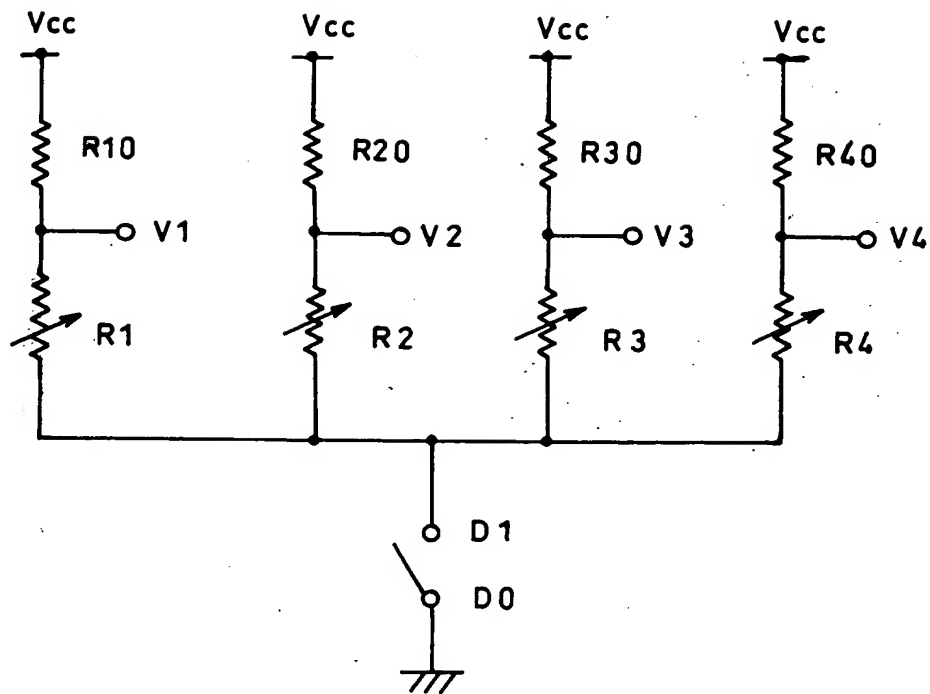 Vcc Vcc Vcc Vcc
R10 R20 R30 R40
V1 V2 V3 V4
R1 R2 R3 R4
D1
D0